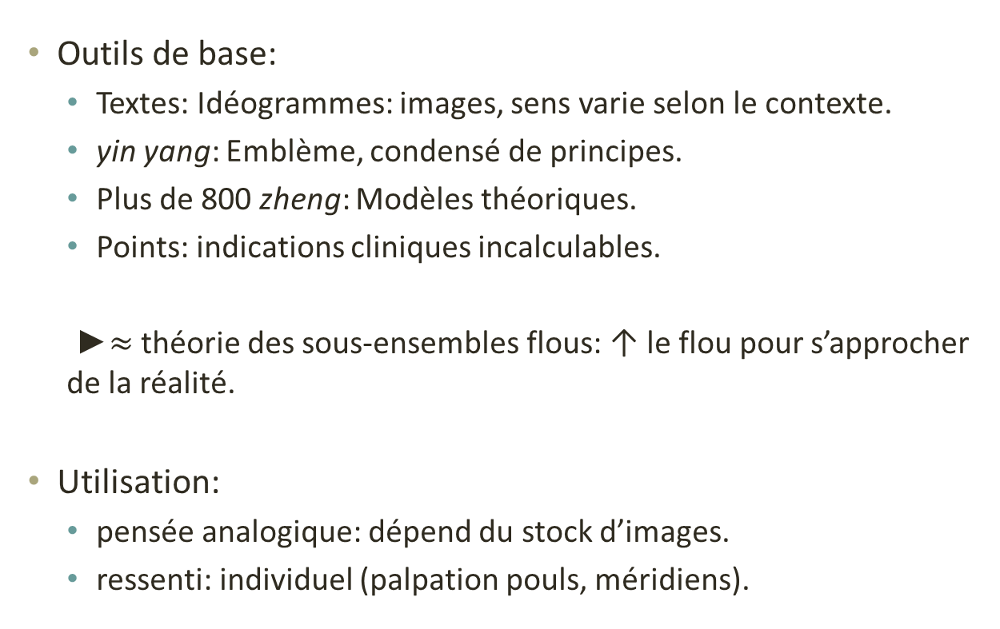 • Outils de base:
• Textes: Idéogrammes: images, sens varie selon le contexte.
• yin yang: Emblème, condensé de principes.
• Plus de 800 zheng: Modèles théoriques.
• Points: indications cliniques incalculables.
►≈ théorie des sous-ensembles flous: ↑ le flou pour s’approcher
de la réalité.
• Utilisation:
• pensée analogique: dépend du stock d’images.
• ressenti: individuel (palpation pouls, méridiens).